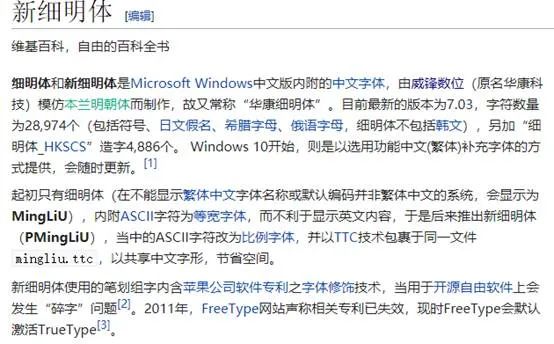 新细明体 [编辑]
维基百科，自由的百科全书
细明体和新细明体是Microsoft Windows中文版内附的中文字体，由威锋数位（原名华康科
技）模仿本兰明朝体而制作，故又常称“华康细明体”。目前最新的版本为7.03，字符数量
为28,974个（包括符号、日文假名、希腊字母、俄语字母，细明体不包括韩文），另加“细
明体_HKSCS”造字4,886个。 Windows 10开始，则是以选用功能中文(繁体)补充字体的方
式提供，会随时更新。[1]
起初只有细明体（在不能显示繁体中文字体名称或默认编码并非繁体中文的系统，会显示为
MingLiU），内附ASCII字符为等宽字体，而不利于显示英文内容，于是后来推出新细明体
（PMingLiU），当中的ASCII字符改为比例字体，并以TTC技术包裹于同一文件
mingliu.ttc，以共享中文字形，节省空间。
新细明体使用的笔划组字内含苹果公司软件专利之字体修饰技术，当用于开源自由软件上会
发生“碎字”问题[2]。2011年，FreeType网站声称相关专利已失效，现时FreeType会默认
激活TrueType[3]。